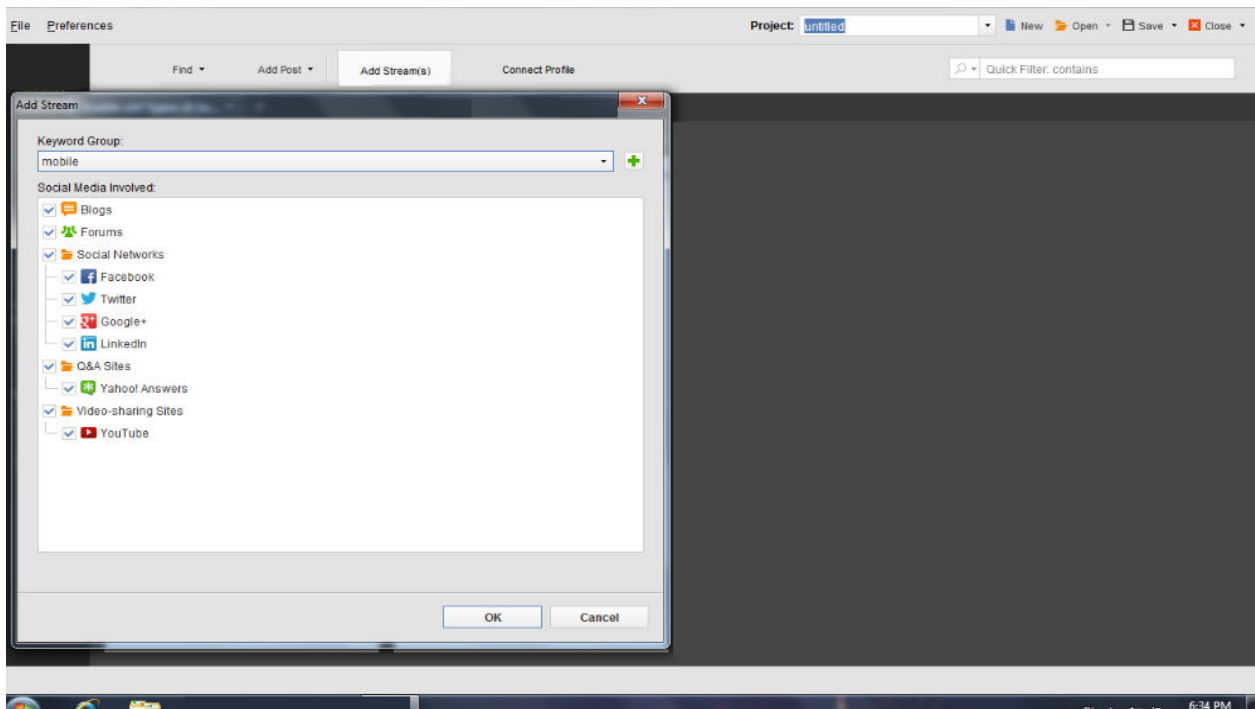 File Preferences Project: untitled New Open Save Close
Find Add Post Add Stream(s) Connect Profile Quick Filter: contains
Add Stream
Keyword Group:
mobile
Social Media Involved:
Blogs
Forums
Social Networks
Facebook
Twitter
Google+
LinkedIn
Q&A Sites
Yahoo! Answers
Video-sharing Sites
YouTube
OK Cancel
6:34 PM